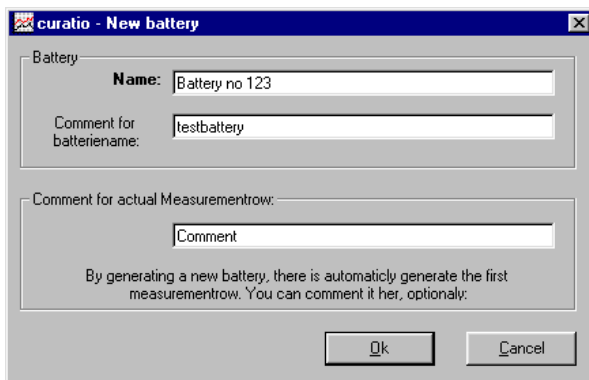 curatio - New battery
Battery
Name: Battery no 123
Comment for
batteriename: testbattery
Comment for actual Measurementrow:
Comment
By generating a new battery, there is automaticly generate the first
measurementrow. You can comment it her, optionaly:
Ok Cancel